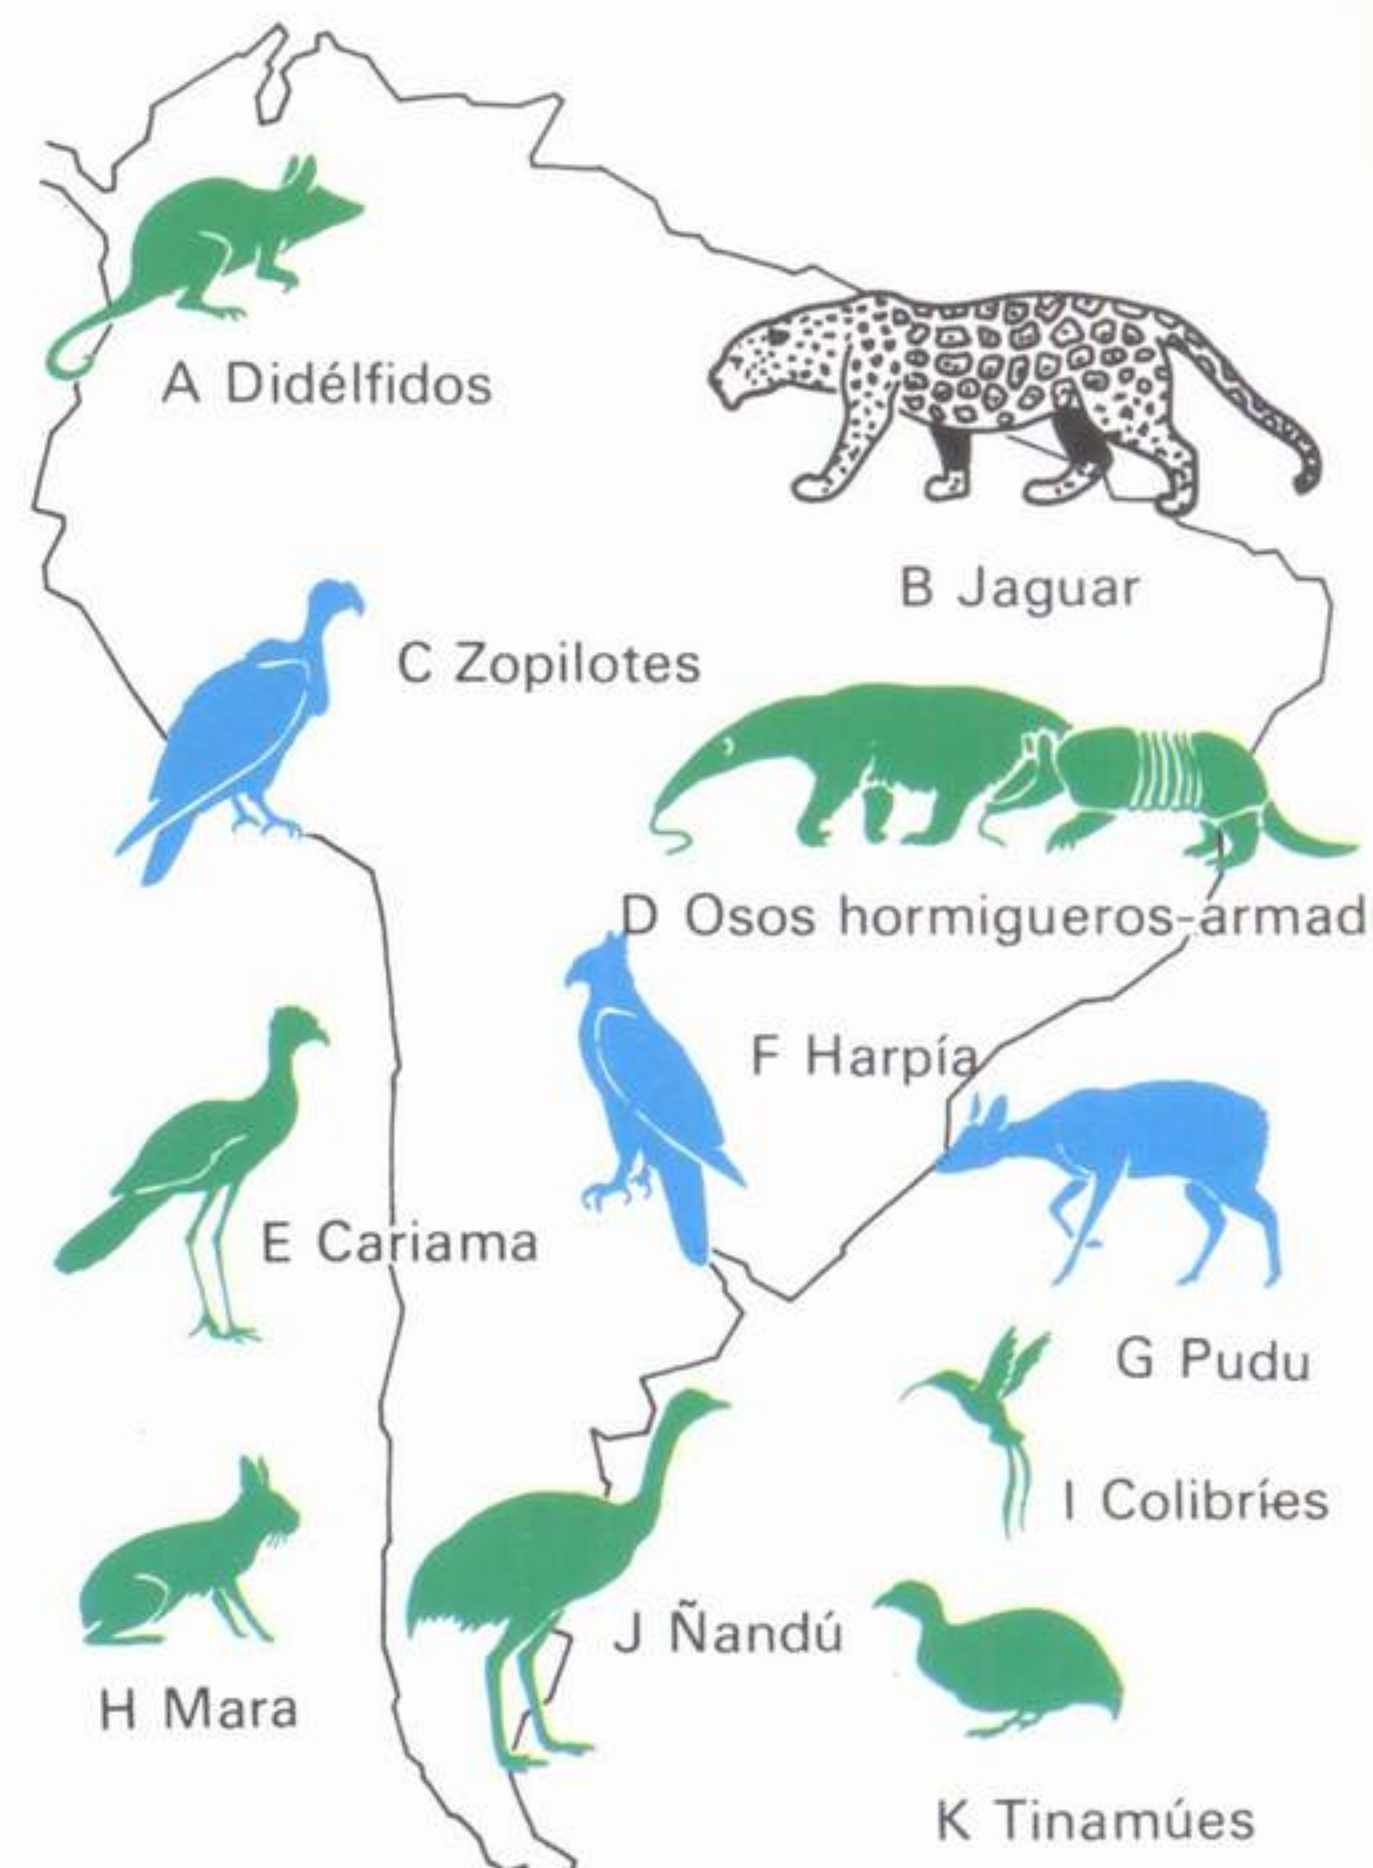 A Didélfidos
B Jaguar
C Zopilotes
D Osos hormigueros-armad
F Harpía
E Cariama
G Pudu
I Colibríes
J Ñandú
H Mara
K Tinamúes